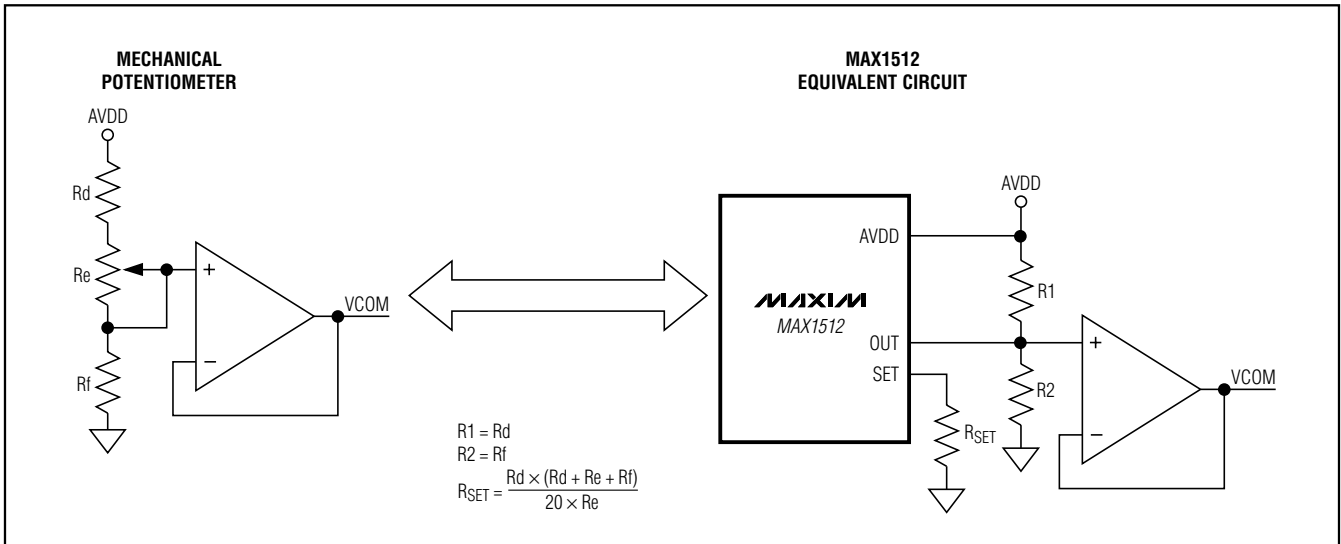 MECHANICAL
POTENTIOMETER
AVDD
Rd
Re
Rf
+
−
VCOM
R1 = Rd
R2 = Rf
RSET = Rd × (Rd + Re + Rf)
20 × Re
MAX1512
EQUIVALENT CIRCUIT
AVDD
AVDD
MAXIM
MAX1512
OUT
SET
R1
R2
RSET
+
−
VCOM